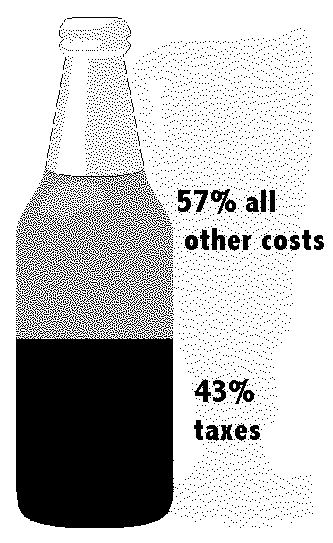 57% all
other costs
43%
taxes